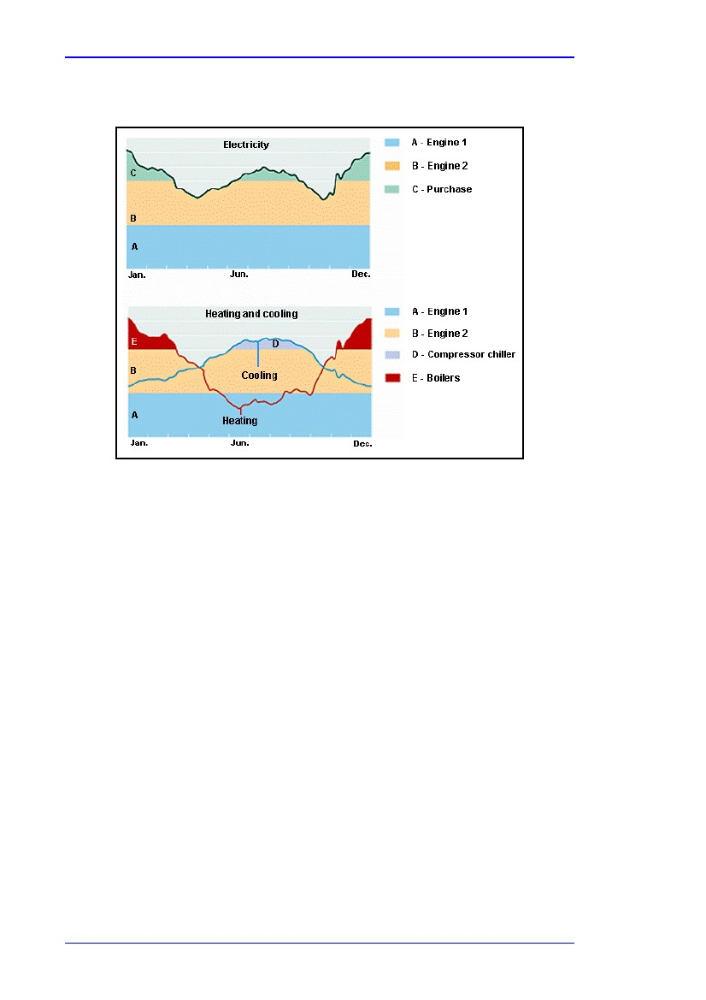 Electricity
A - Engine 1
B - Engine 2
C - Purchase
C
B
A
Jan. Jun. Dec.
Heating and cooling
A - Engine 1
B - Engine 2
D - Compressor chiller
E - Boilers
E
D
B
Cooling
A
Heating
Jan. Jun. Dec.